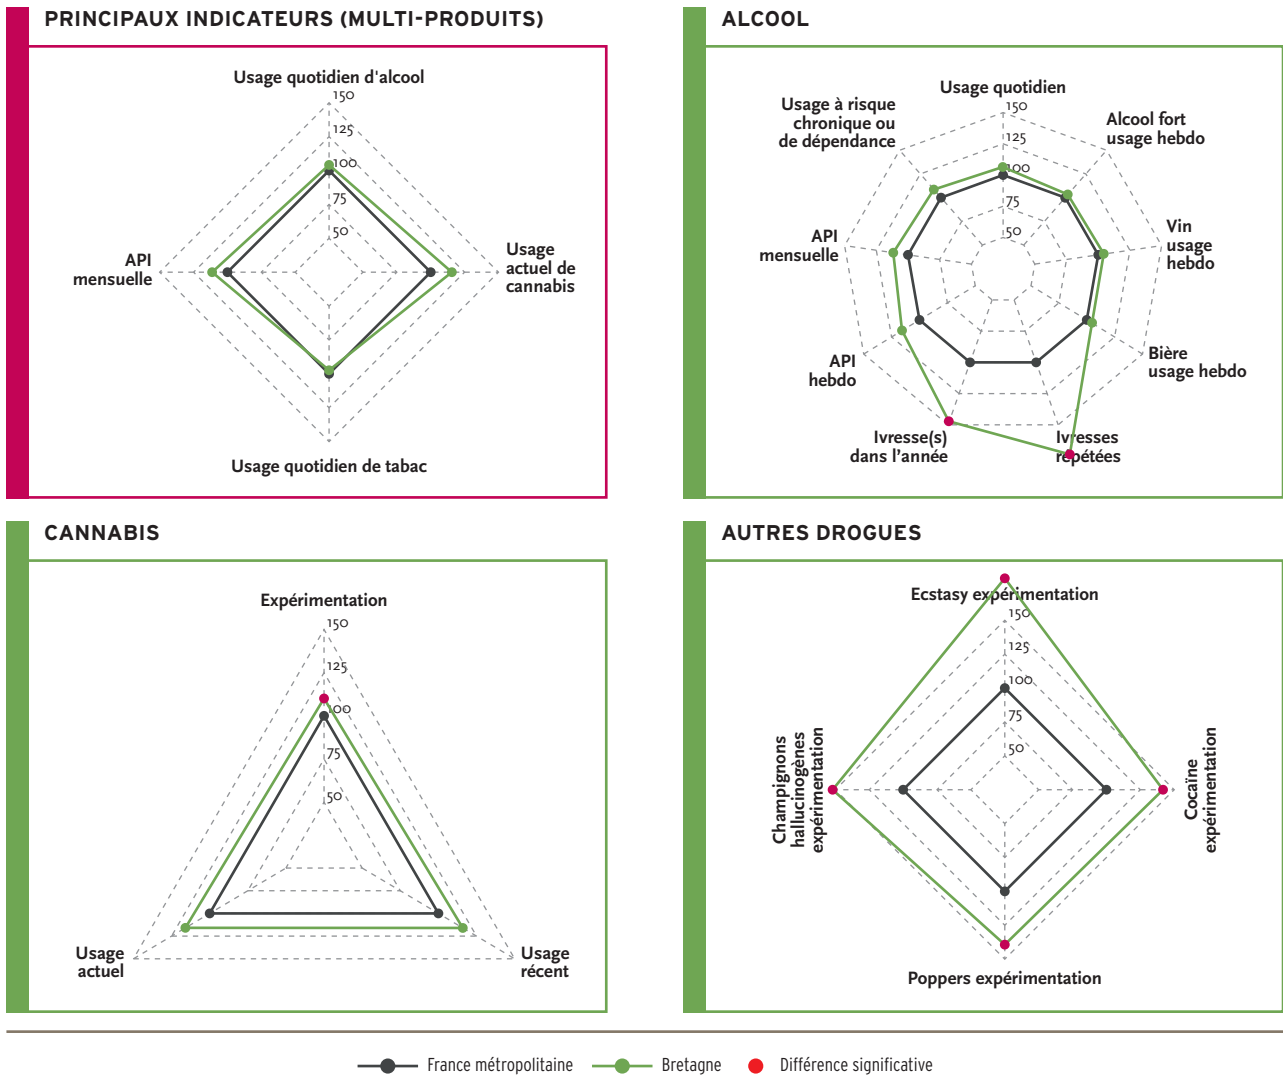 PRINCIPAUX INDICATEURS (MULTI-PRODUITS)
Usage quotidien d'alcool
150
125
100
75
50
API
mensuelle
Usage
actuel de
cannabis
Usage quotidien de tabac
ALCOOL
Usage quotidien
150
125
100
75
50
Usage à risque
chronique ou
de dépendance
Alcool fort
usage hebdo
API
mensuelle
Vin
usage
hebdo
API
hebdo
Bière
usage hebdo
Ivresse(s)
dans l'année
Ivresses
répétées
CANNABIS
Expérimentation
150
125
100
75
50
Usage
actuel
Usage
récent
AUTRES DROGUES
Ecstasy expérimentation
150
125
100
75
50
Champignons
hallucinogènes
expérimentation
Cocaïne
expérimentation
Poppers expérimentation
France métropolitaine
Bretagne
Différence significative